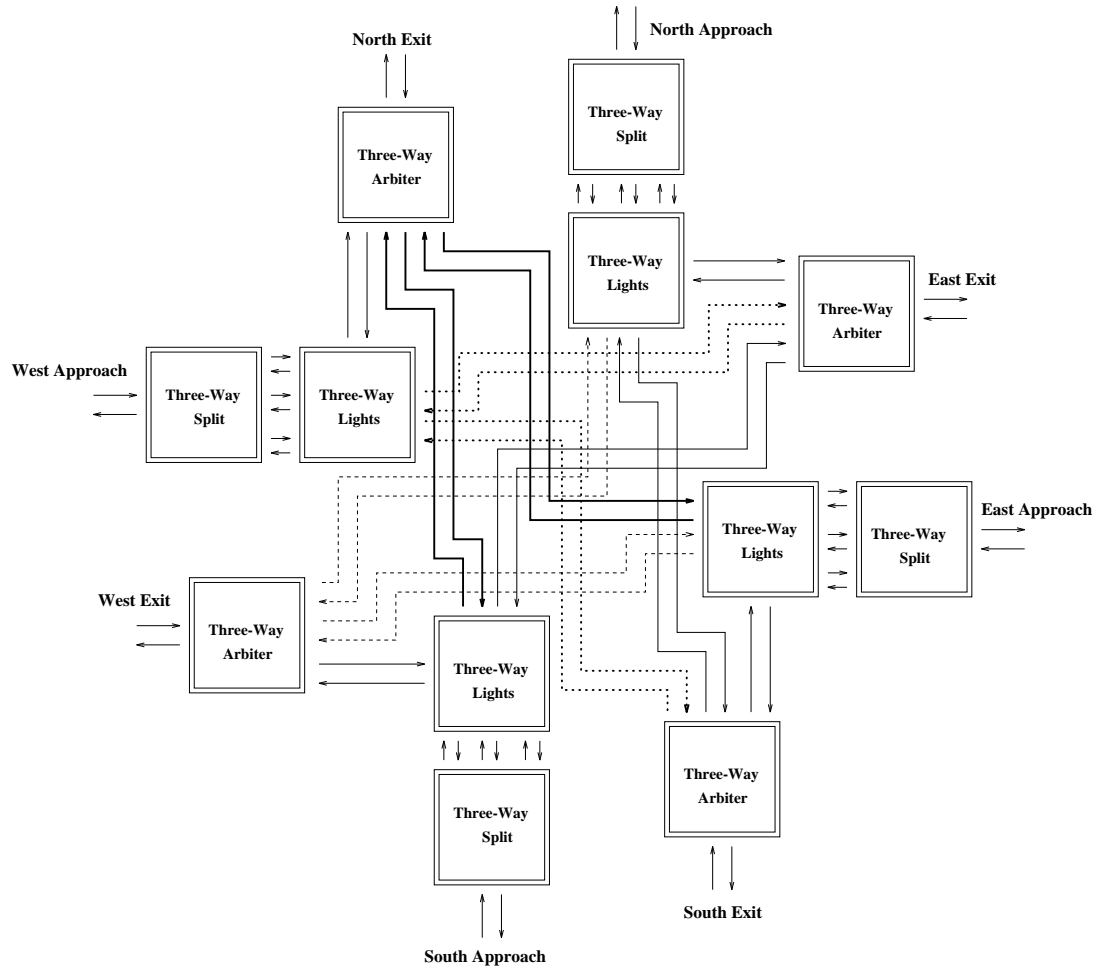 North Approach
North Exit
Three-Way
Split
Three-Way
Arbiter
Three-Way
Lights
East Exit
Three-Way
Arbiter
West Approach
Three-Way
Split
Three-Way
Lights
East Approach
Three-Way
Lights
Three-Way
Split
West Exit
Three-Way
Arbiter
Three-Way
Lights
Three-Way
Arbiter
Three-Way
Split
South Exit
South Approach